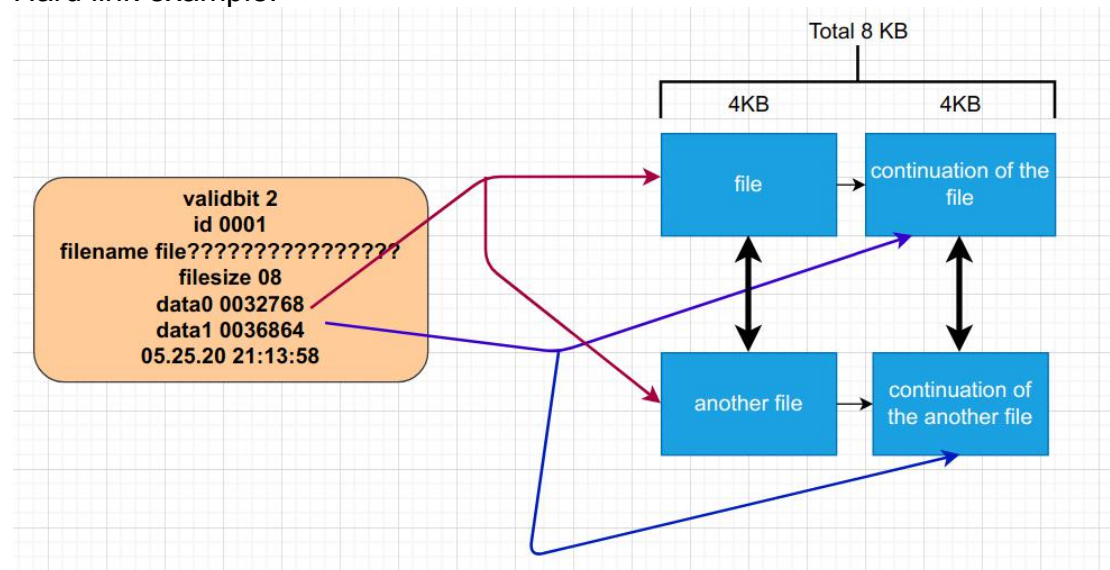 Total 8 KB
4KB
4KB
validbit 2
id 0001
filename file????????????????
filesize 08
data0 0032768
data1 0036864
05.25.20 21:13:58
file
continuation of the
file
another file
continuation of
the another file